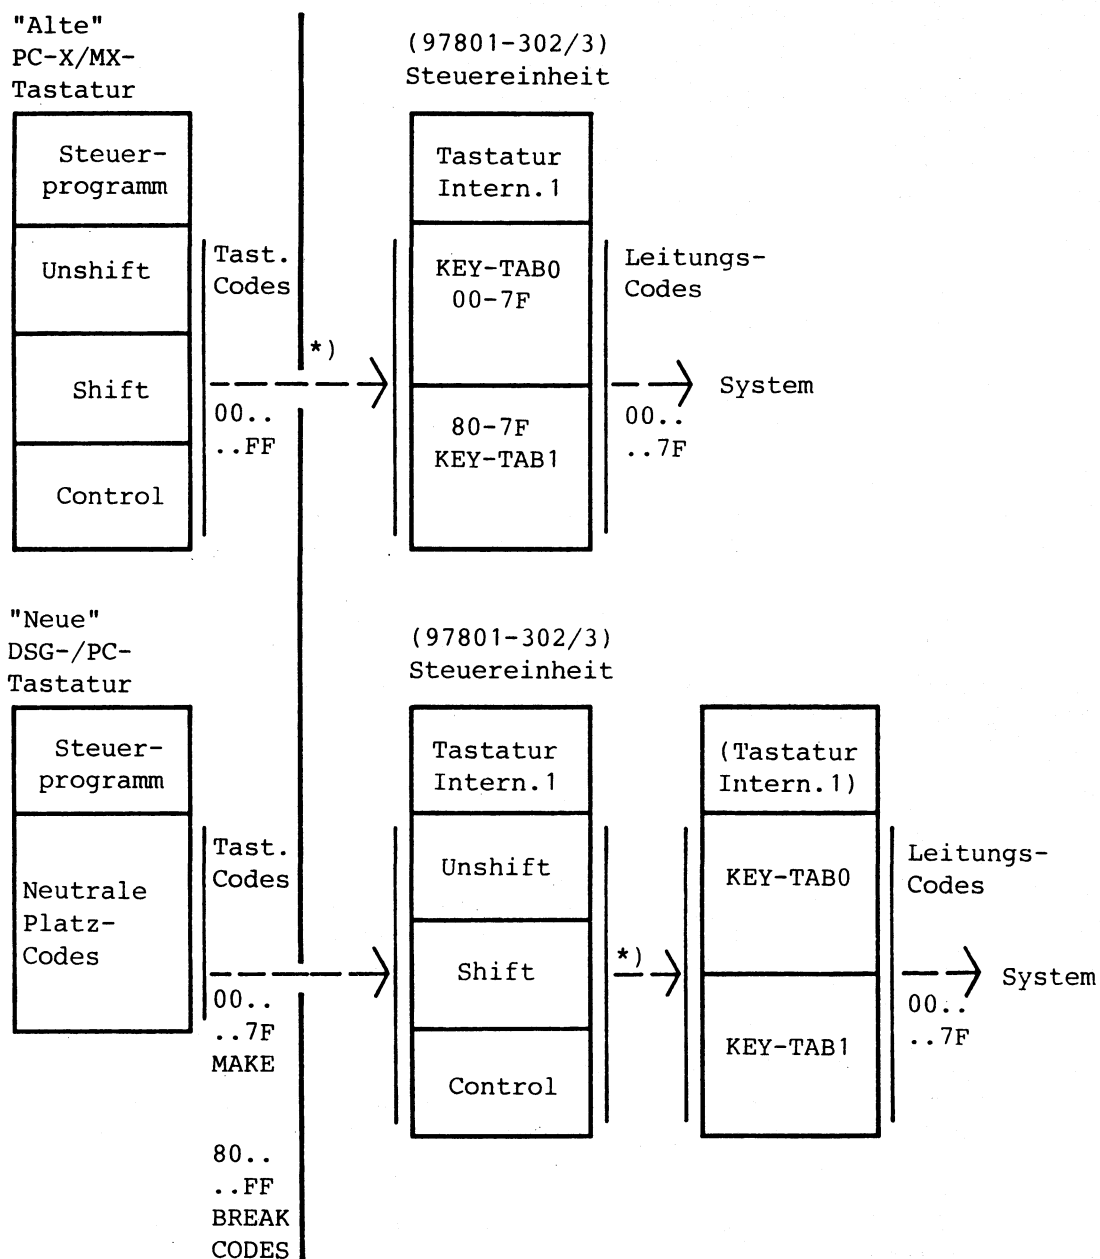 "Alte"
PC-X/MX-
Tastatur
Steuer-
programm
Unshift
Shift
Control
Tast.
Codes
00..
..FF
*)
(97801-302/3)
Steuereinheit
Tastatur
Intern.1
KEY-TAB0
00-7F
80-7F
KEY-TAB1
Leitungs-
Codes
00..
..7F
System
"Neue"
DSG-/PC-
Tastatur
Steuer-
programm
Neutrale
Platz-
Codes
Tast.
Codes
00..
..7F
MAKE
80..
..FF
BREAK
CODES
(97801-302/3)
Steuereinheit
Tastatur
Intern.1
Unshift
Shift
Control
*)
(Tastatur
Intern.1)
KEY-TAB0
KEY-TAB1
Leitungs-
Codes
00..
..7F
System